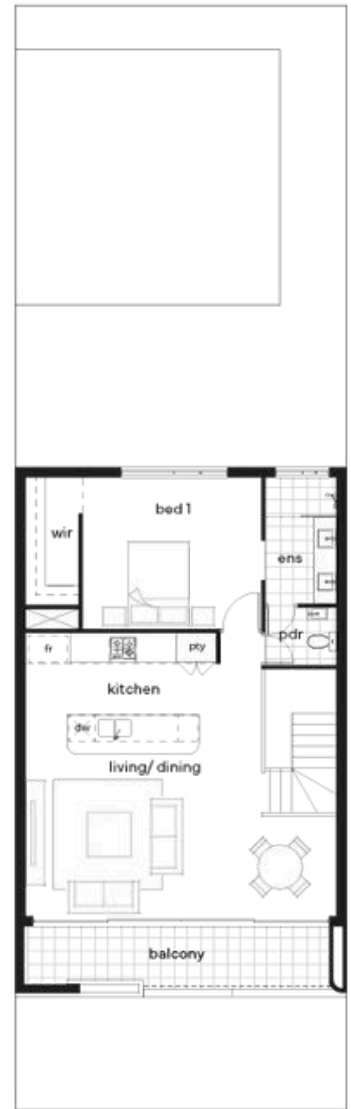 bed 1
wir
ens
pdr
fr
pty
kitchen
dw
living/ dining
balcony